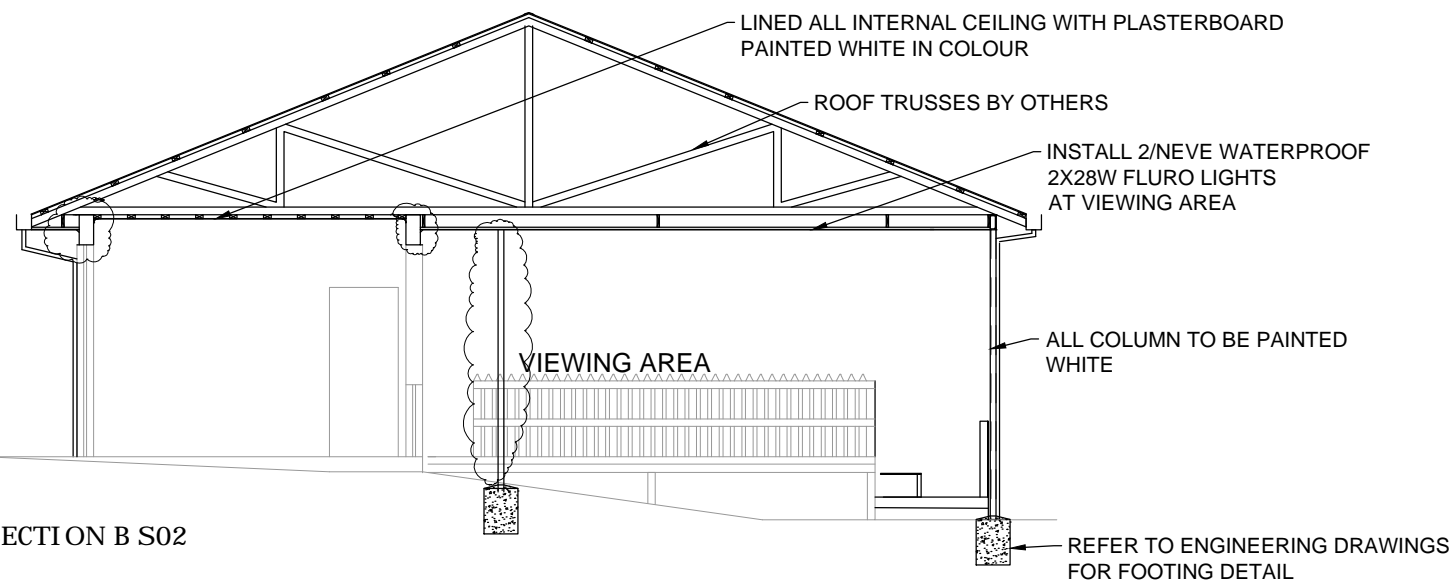 LINED ALL INTERNAL CEILING WITH PLASTERBOARD
PAINTED WHITE IN COLOUR
ROOF TRUSSES BY OTHERS
INSTALL 2/NEVE WATERPROOF
2X28W FLURO LIGHTS
AT VIEWING AREA
VIEWING AREA
ALL COLUMN TO BE PAINTED
WHITE
ECTION B S02
REFER TO ENGINEERING DRAWINGS
FOR FOOTING DETAIL